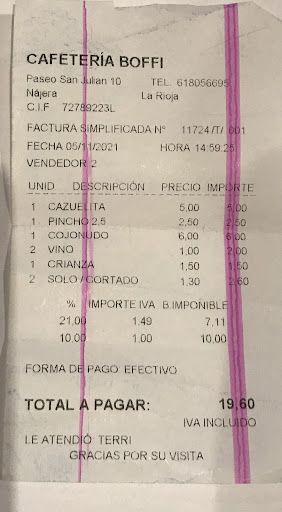 CAFETERÍA BOFFI
Paseo San Julian 10 TEL. 618056695
Nájera La Rioja
C.I.F 72789223L
FACTURA SIMPLIFICADA Nº 11724/T/ 001
FECHA 05/11/2021 HORA 14:59:25
VENDEDOR 2
UNID DESCRIPCIÓN PRECIO IMPORTE
1 CAZUELITA 5,00 5,00
1 PINCHO 2,5 2,50 2,50
1 COJONUDO 6,00 6,00
2 VINO 1,00 2,00
1 CRIANZA 1,50 1,50
2 SOLO / CORTADO 1,30 2,60
% IMPORTE IVA B.IMPONIBLE
21,00 1.49 7,11
10,00 1.00 10,00
FORMA DE PAGO: EFECTIVO
TOTAL A PAGAR: 19,60
IVA INCLUIDO
LE ATENDIÓ TERRI
GRACIAS POR SU VISITA